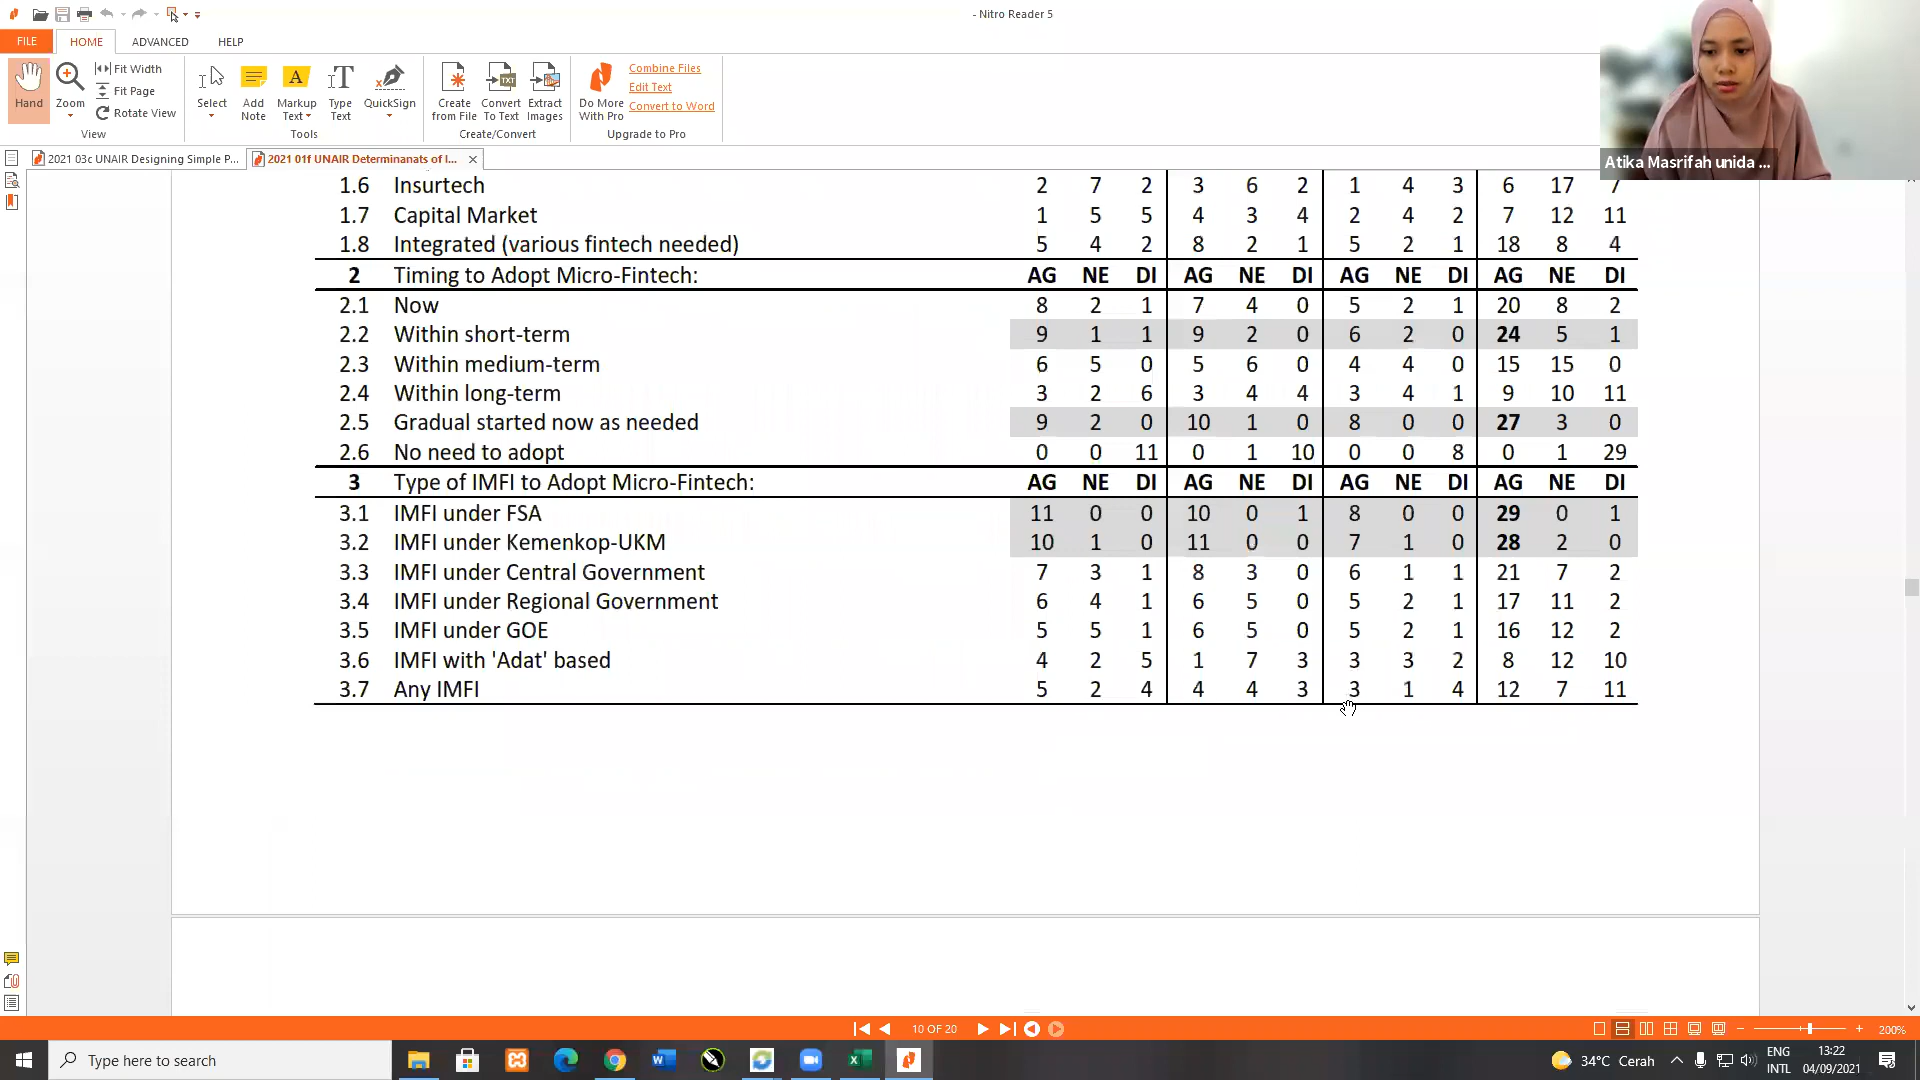 - Nitro Reader 5
FILE HOME ADVANCED HELP
Hand
Zoom
Fit Width
Fit Page
Rotate View
View
Select
Add Note
Markup Text
Type Text
QuickSign
Tools
Create from File
Convert To Text
Extract Images
Create/Convert
Do More With Pro
Combine Files
Edit Text
Convert to Word
Upgrade to Pro
Atika Masrifah unida ...
2021 03c UNAIR Designing Simple P...
2021 01f UNAIR Determinanats of I...
1.6 Insurtech 2 7 2 3 6 2 1 4 3 6 17 7
1.7 Capital Market 1 5 5 4 3 4 2 4 2 7 12 11
1.8 Integrated (various fintech needed) 5 4 2 8 2 1 5 2 1 18 8 4
2 Timing to Adopt Micro-Fintech: AG NE DI AG NE DI AG NE DI AG NE DI
2.1 Now 8 2 1 7 4 0 5 2 1 20 8 2
2.2 Within short-term 9 1 1 9 2 0 6 2 0 24 5 1
2.3 Within medium-term 6 5 0 5 6 0 4 4 0 15 15 0
2.4 Within long-term 3 2 6 3 4 4 3 4 1 9 10 11
2.5 Gradual started now as needed 9 2 0 10 1 0 8 0 0 27 3 0
2.6 No need to adopt 0 0 11 0 1 10 0 0 8 0 1 29
3 Type of IMFI to Adopt Micro-Fintech: AG NE DI AG NE DI AG NE DI AG NE DI
3.1 IMFI under FSA 11 0 0 10 0 1 8 0 0 29 0 1
3.2 IMFI under Kemenkop-UKM 10 1 0 11 0 0 7 1 0 28 2 0
3.3 IMFI under Central Government 7 3 1 8 3 0 6 1 1 21 7 2
3.4 IMFI under Regional Government 6 4 1 6 5 0 5 2 1 17 11 2
3.5 IMFI under GOE 5 5 1 6 5 0 5 2 1 16 12 2
3.6 IMFI with 'Adat' based 4 2 5 1 7 3 3 3 2 8 12 10
3.7 Any IMFI 5 2 4 4 4 3 3 1 4 12 7 11
10 OF 20
200%
Type here to search
34°C Cerah
ENG
INTL
13:22
04/09/2021